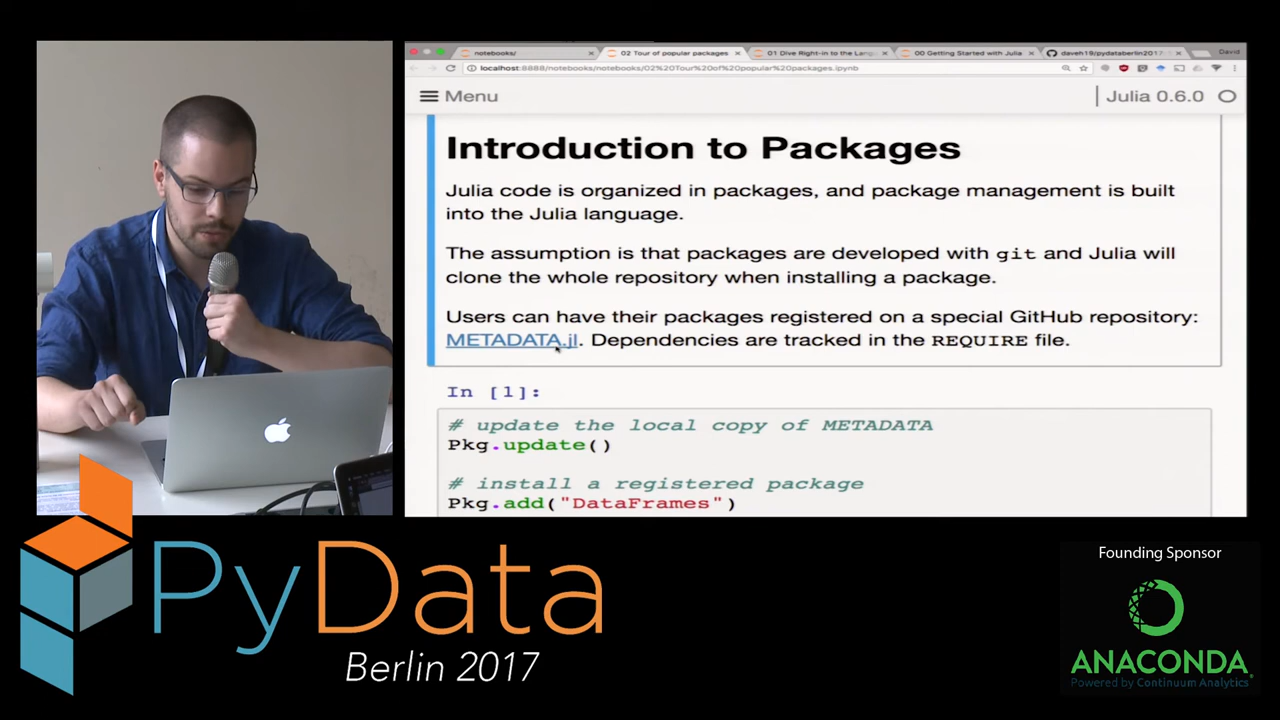 notebooks/
02 Tour of popular packages
01 Dive Right-in to the Lang
00 Getting Started with Julia
daveh19/pydataberlin2017
David
localhost:8888/notebooks/notebooks/02%20Tour%20of%20popular%20packages.ipynb
Menu
Julia 0.6.0
Introduction to Packages
Julia code is organized in packages, and package management is built
into the Julia language.
The assumption is that packages are developed with git and Julia will
clone the whole repository when installing a package.
Users can have their packages registered on a special GitHub repository:
METADATA.jl. Dependencies are tracked in the REQUIRE file.
In [1]:
# update the local copy of METADATA
Pkg.update()
# install a registered package
Pkg.add("DataFrames")
PyData
Berlin 2017
Founding Sponsor
ANACONDA
Powered by Continuum Analytics